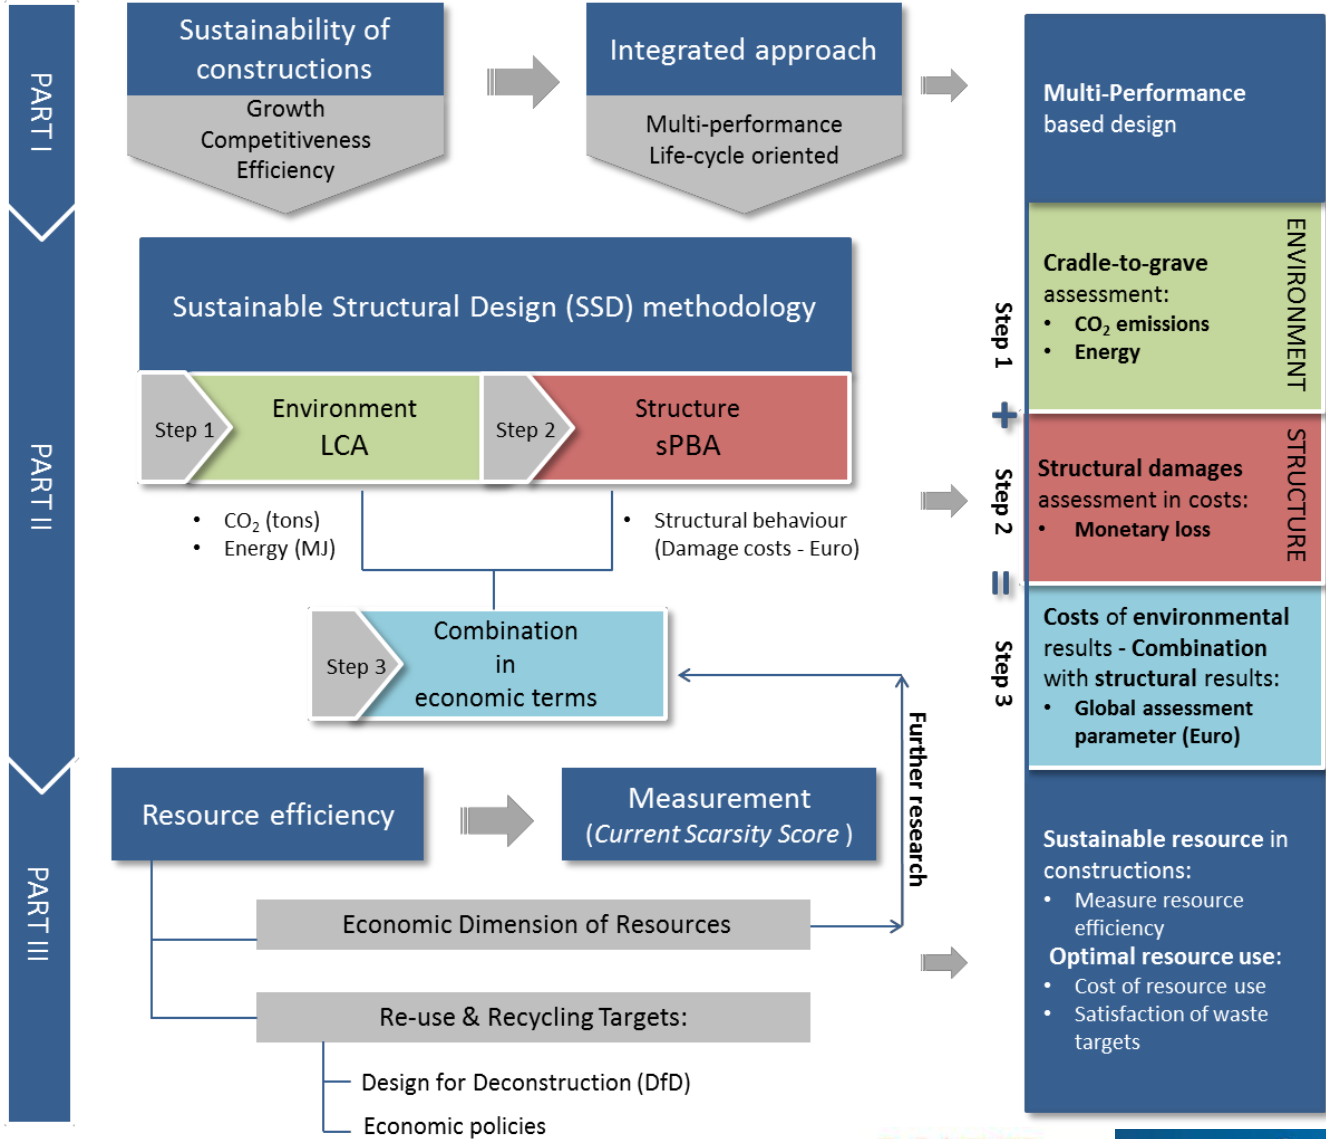 PART I
Sustainability of
constructions
Growth
Competitiveness
Efficiency
Integrated approach
Multi-performance
Life-cycle oriented
Multi-Performance
based design
PART II
Sustainable Structural Design (SSD) methodology
Step 1
Environment
LCA
Step 2
Structure
sPBA
• CO₂ (tons)
• Energy (MJ)
• Structural behaviour
(Damage costs - Euro)
Step 3
Combination
in
economic terms
Step 1
+
Step 2
=
Step 3
ENVIRONMENT
Cradle-to-grave
assessment:
• CO₂ emissions
• Energy
STRUCTURE
Structural damages
assessment in costs:
• Monetary loss
Costs of environmental
results - Combination
with structural results:
• Global assessment
parameter (Euro)
PART III
Resource efficiency
Measurement
(Current Scarsity Score )
Further research
Economic Dimension of Resources
Re-use & Recycling Targets:
Design for Deconstruction (DfD)
Economic policies
Sustainable resource in
constructions:
• Measure resource
efficiency
Optimal resource use:
• Cost of resource use
• Satisfaction of waste
targets